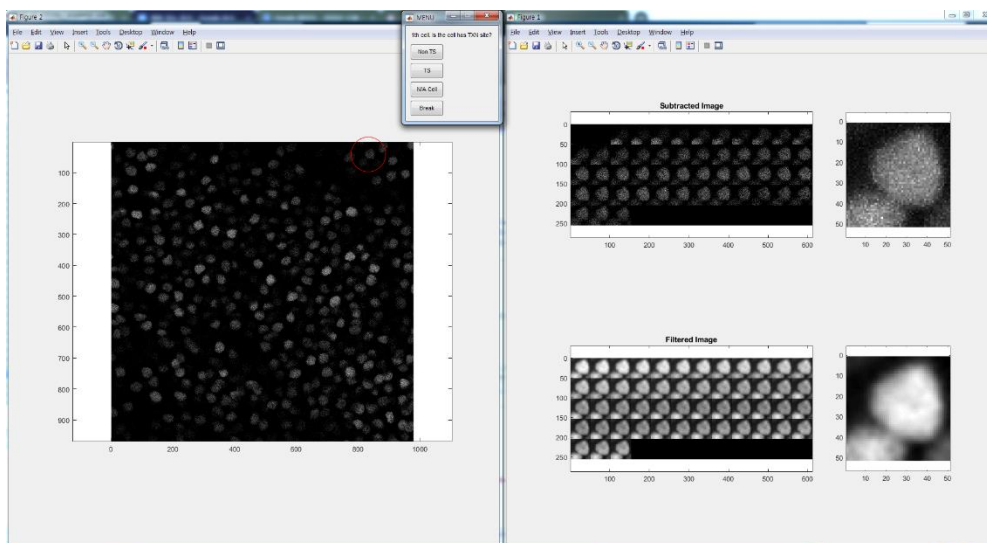 Figure 2
File Edit View Insert Tools Desktop Window Help
100
200
300
400
500
600
700
800
900
0 200 400 600 800 1000
MENU
cell, Is the cell has TXN site?
Non TS
TS
N/A Cell
Break
Figure 1
File Edit View Insert Tools Desktop Window Help
Subtracted Image
0
50
100
150
200
250
100 200 300 400 500 600
0
10
20
30
40
50
10 20 30 40 50
Filtered Image
0
50
100
150
200
250
100 200 300 400 500 600
0
10
20
30
40
50
10 20 30 40 50